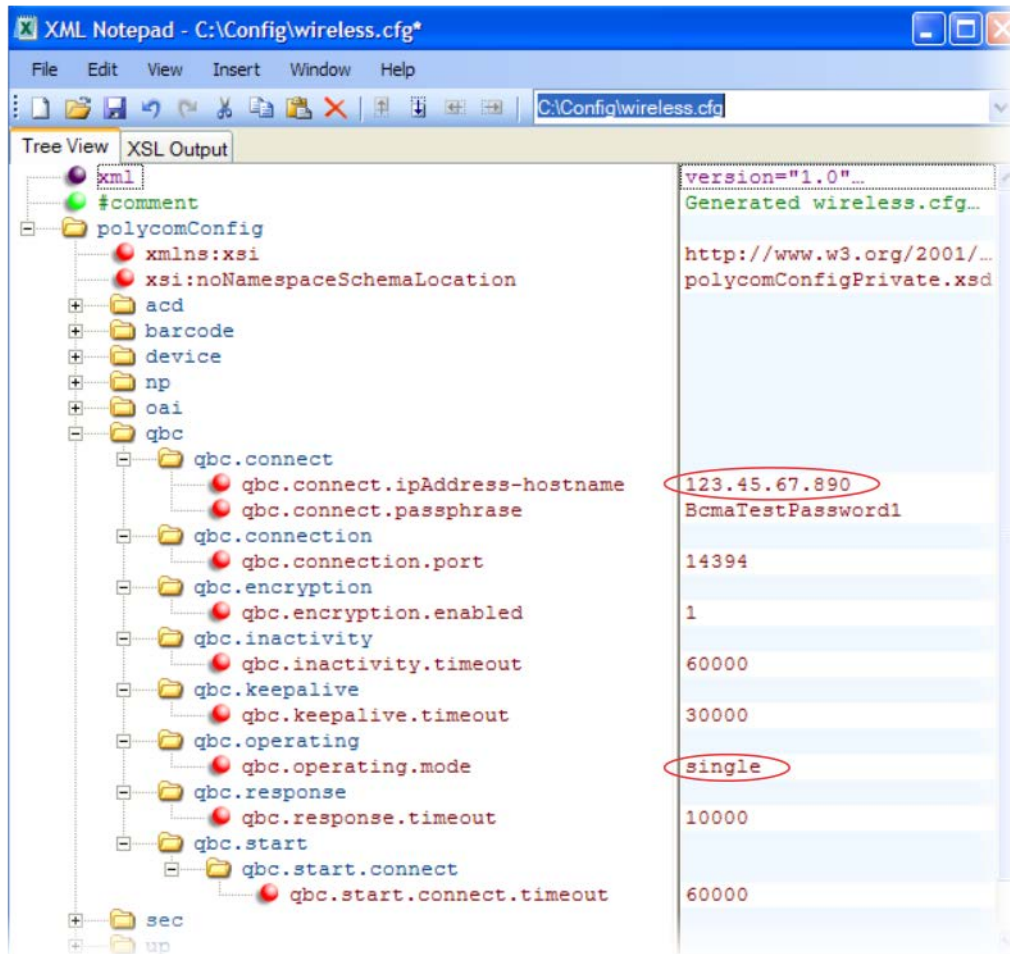 XML Notepad - C:\Config\wireless.cfg*
File Edit View Insert Window Help
C:\Config\wireless.cfg
Tree View XSL Output
xml version="1.0"…
#comment Generated wireless.cfg…
polycomConfig
xmlns:xsi http://www.w3.org/2001/…
xsi:noNamespaceSchemaLocation polycomConfigPrivate.xsd
acd
barcode
device
np
oai
qbc
qbc.connect
qbc.connect.ipAddress-hostname 123.45.67.890
qbc.connect.passphrase BcmaTestPassword1
qbc.connection
qbc.connection.port 14394
qbc.encryption
qbc.encryption.enabled 1
qbc.inactivity
qbc.inactivity.timeout 60000
qbc.keepalive
qbc.keepalive.timeout 30000
qbc.operating
qbc.operating.mode single
qbc.response
qbc.response.timeout 10000
qbc.start
qbc.start.connect
qbc.start.connect.timeout 60000
sec
up